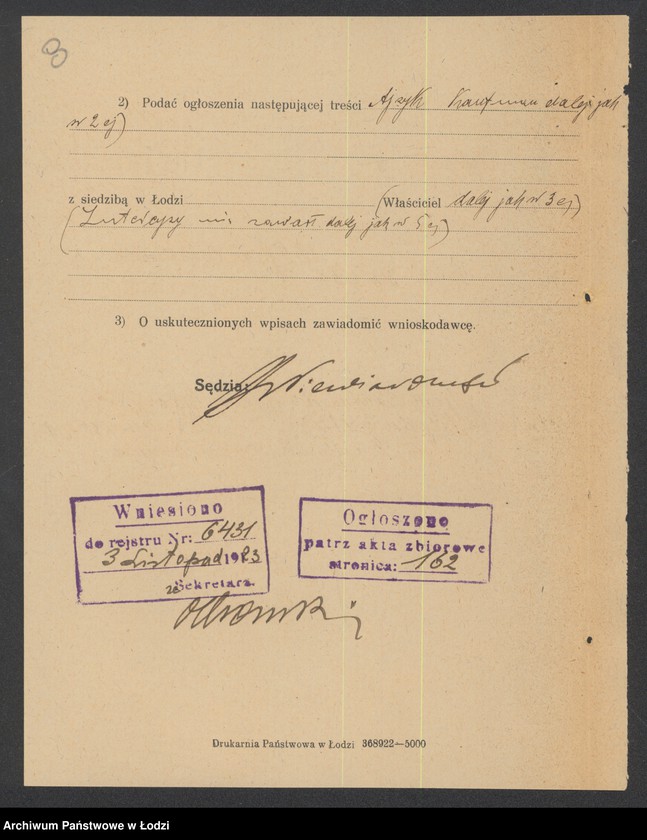 8
2) Podać ogłoszenia następującej treści Ajzyk Kaufman dalej jak
w 2 ej)
z siedzibą w Łodzi (Właściciel dalej jak w 3 ej)
(Intercyzy nie zawarł dalej jak w 5 ej)
3) O uskutecznionych wpisach zawiadomić wnioskodawcę.
Sędzia:
Wniesiono
do rejstru Nr: 6431
3 Listopad 1923
Sekretarz
Ogłoszono
patrz akta zbiorowe
stronica: 162
Drukarnia Państwowa w Łodzi 368922—5000
Archiwum Państwowe w Łodzi